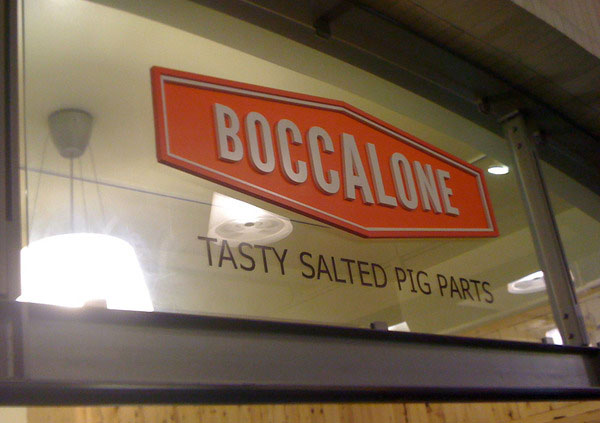 BOCCALONE
TASTY SALTED PIG PARTS